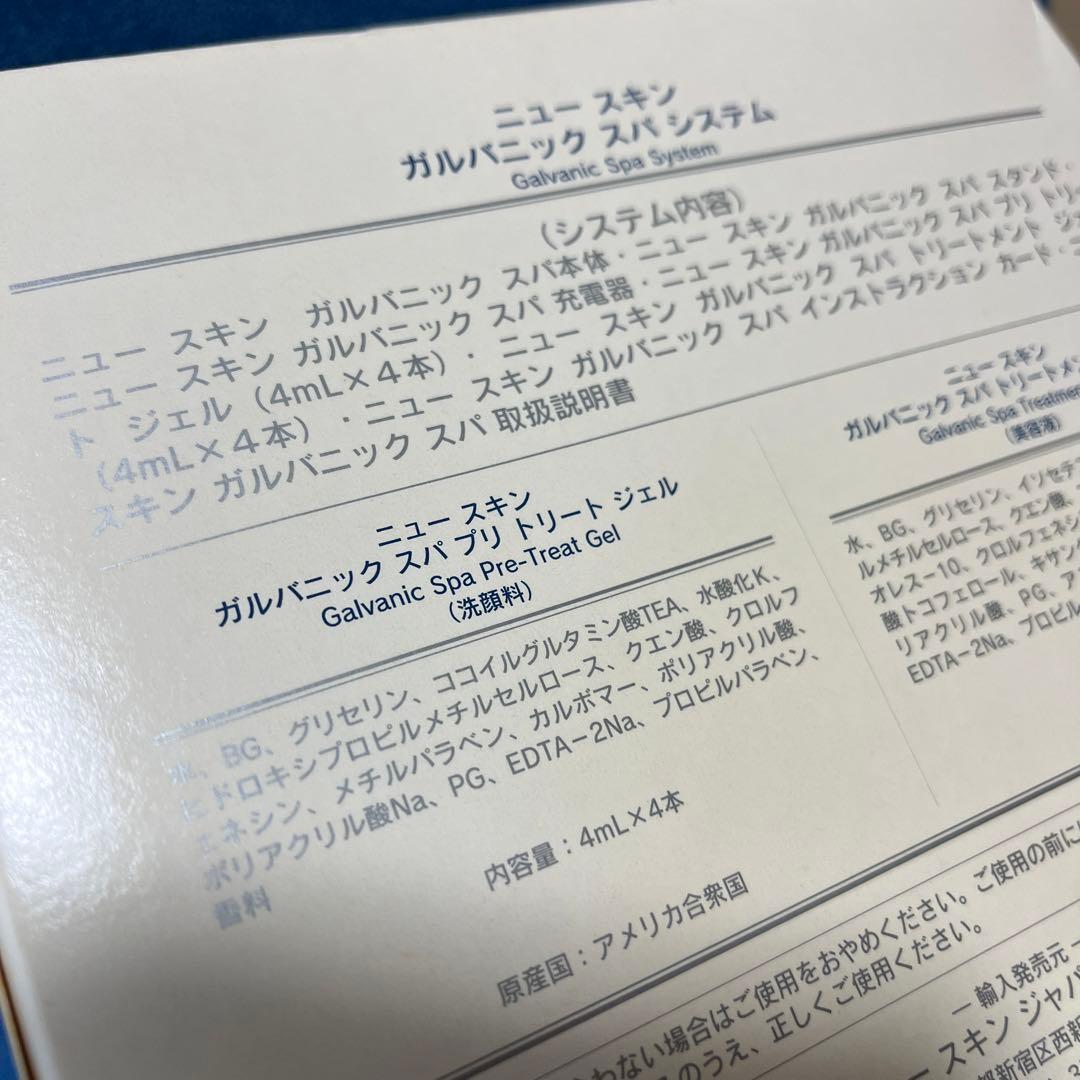 ニュー スキン
ガルバニック スパ システム
Galvanic Spa System
(システム内容)
ニュー スキン ガルバニック スパ本体・ニュー スキン ガルバニック スパ スタンド・
ニュー スキン ガルバニック スパ 充電器・ニュー スキン ガルバニック スパ プリ トリー
ト ジェル (4mL×4本)・ ニュー スキン ガルバニック スパ トリートメント ジェ
(4mL×4本)・ニュー スキン ガルバニック スパ インストラクション カード・ニ
スキン ガルバニック スパ 取扱説明書
ニュー スキン
ガルバニック スパ プリ トリート ジェル
Galvanic Spa Pre-Treat Gel
(洗顔料)
水、BG、グリセリン、ココイルグルタミン酸TEA、水酸化K、
ヒドロキシプロピルメチルセルロース、クエン酸、クロルフ
ェネシン、メチルパラベン、カルボマー、ポリアクリル酸、
ポリアクリル酸Na、PG、EDTA－2Na、プロピルパラベン、
香料
内容量：4mL×4本
原産国：アメリカ合衆国
ニュー スキン
ガルバニック スパ トリートメン
Galvanic Spa Treatmen
(美容液)
水、BG、グリセリン、イソセテス
ルメチルセルロース、クエン酸、
オレス－10、クロルフェネシ
酸トコフェロール、キサンタ
リアクリル酸、PG、ア
EDTA－2Na、プロピル
わない場合はご使用をおやめください。ご使用の前に
のうえ、正しくご使用ください。
― 輸入発売元 ―
スキン ジャパ
都新宿区西新